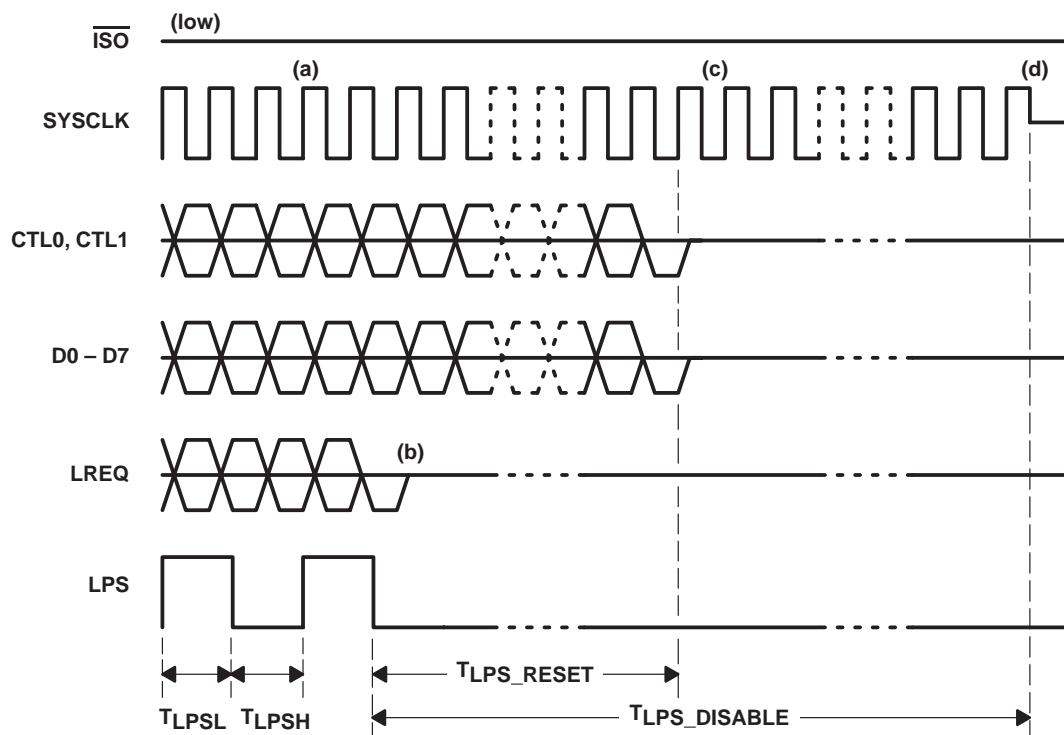 (low)
ISO
(a)
(c)
(d)
SYSCLK
CTL0, CTL1
D0 – D7
(b)
LREQ
LPS
TLPS_RESET
TLPSL
TLPSH
TLPS_DISABLE